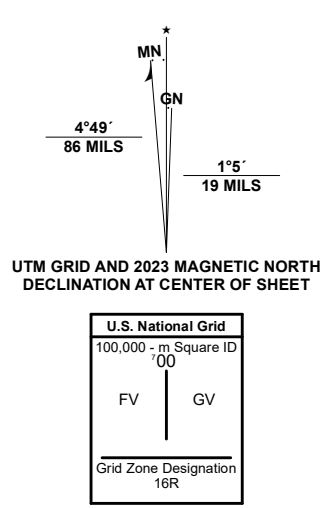 ★
MN
GN
4°49´
86 MILS
1°5´
19 MILS
UTM GRID AND 2023 MAGNETIC NORTH
DECLINATION AT CENTER OF SHEET
U.S. National Grid
100,000 - m Square ID
⁷00
FV GV
Grid Zone Designation
16R